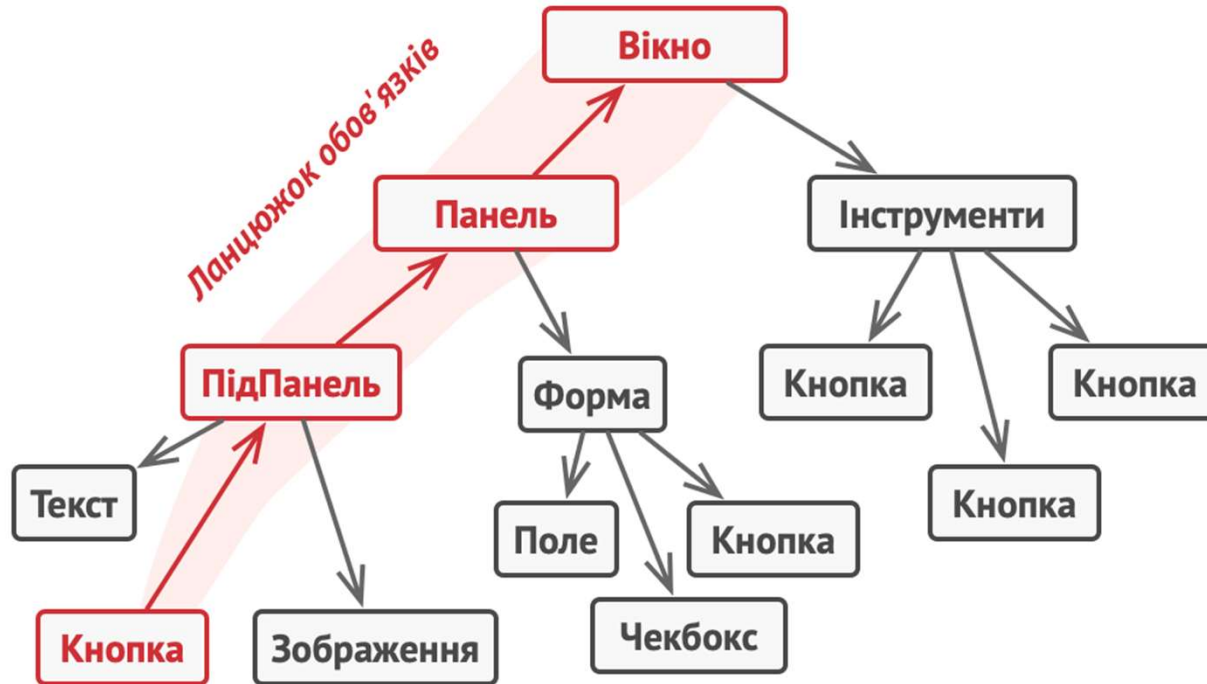 Вікно
Ланцюжок обов'язків
Панель
Інструменти
ПідПанель
Форма
Кнопка
Кнопка
Текст
Поле
Кнопка
Кнопка
Кнопка
Зображення
Чекбокс